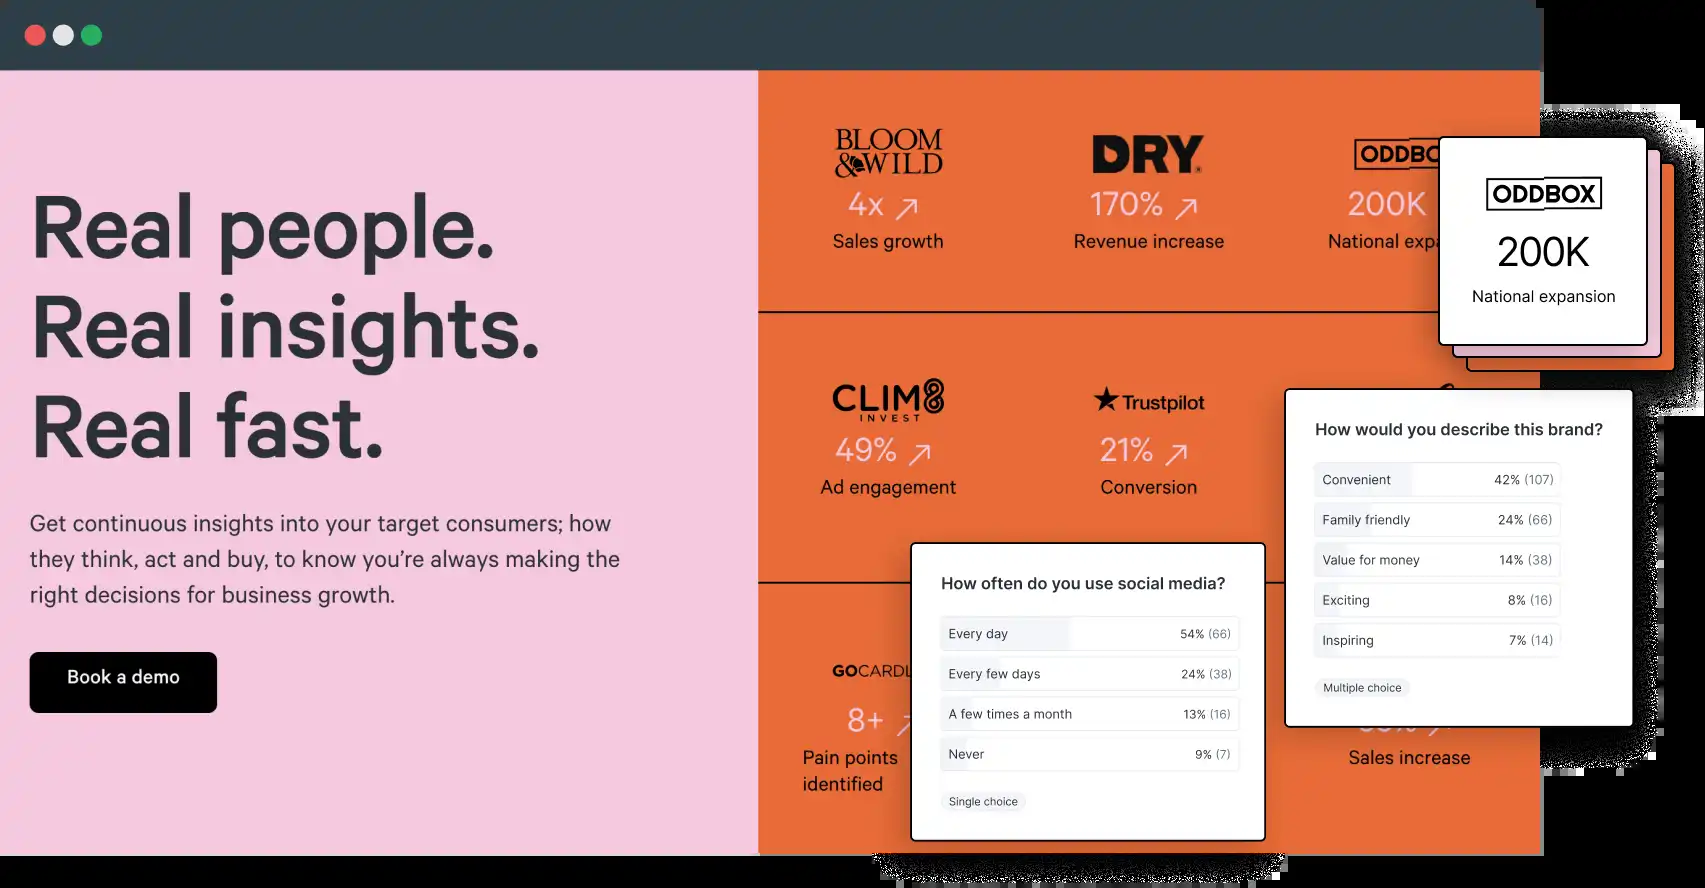 Real people.
Real insights.
Real fast.
Get continuous insights into your target consumers; how
they think, act and buy, to know you’re always making the
right decisions for business growth.
Book a demo
BLOOM
&WILD
4x
Sales growth
DRY
170%
Revenue increase
ODDBO
200K
National expa
ODDBOX
200K
National expansion
CLIM8
INVEST
49%
Ad engagement
Trustpilot
21%
Conversion
How would you describe this brand?
Convenient 42% (107)
Family friendly 24% (66)
Value for money 14% (38)
Exciting 8% (16)
Inspiring 7% (14)
Multiple choice
GOCARDL
8+
Pain points
identified
How often do you use social media?
Every day 54% (66)
Every few days 24% (38)
A few times a month 13% (16)
Never 9% (7)
Single choice
Sales increase